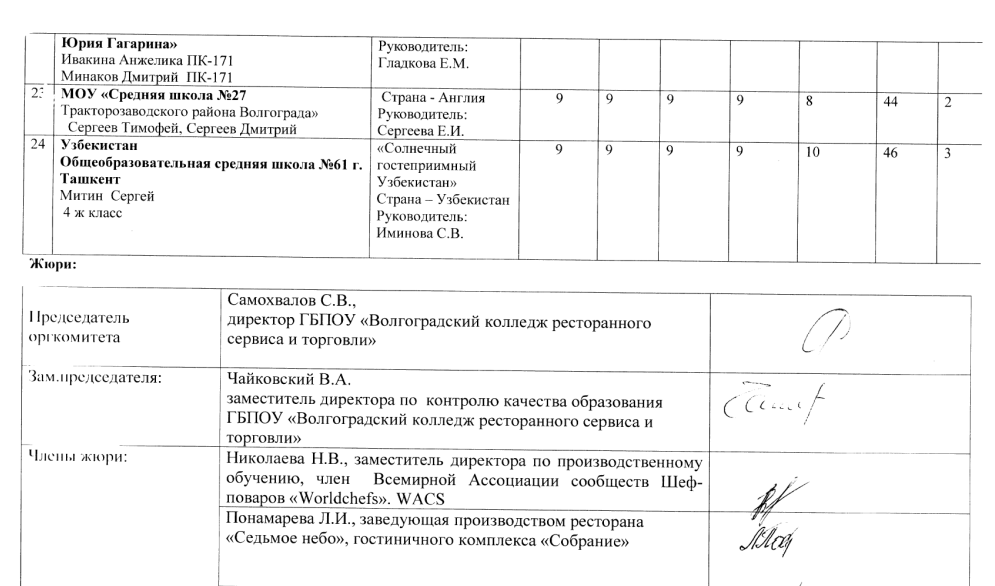 Юрия Гагарина»
Ивакина Анжелика ПК-171
Минаков Дмитрий ПК-171
Руководитель:
Гладкова Е.М.
23 МОУ «Средняя школа №27
Тракторозаводского района Волгограда»
Сергеев Тимофей, Сергеев Дмитрий
Страна - Англия
Руководитель:
Сергеева Е.И.
9 9 9 9 8 44 2
24 Узбекистан
Общеобразовательная средняя школа №61 г.
Ташкент
Митин Сергей
4 ж класс
«Солнечный
гостеприимный
Узбекистан»
Страна – Узбекистан
Руководитель:
Иминова С.В.
9 9 9 9 10 46 3
Жюри:
Председатель
оргкомитета
Самохвалов С.В.,
директор ГБПОУ «Волгоградский колледж ресторанного
сервиса и торговли»
Зам.председателя:
Чайковский В.А.
заместитель директора по контролю качества образования
ГБПОУ «Волгоградский колледж ресторанного сервиса и
торговли»
Члены жюри:
Николаева Н.В., заместитель директора по производственному
обучению, член Всемирной Ассоциации сообществ Шеф-
поваров «Worldchefs». WACS
Понамарева Л.И., заведующая производством ресторана
«Седьмое небо», гостиничного комплекса «Собрание»